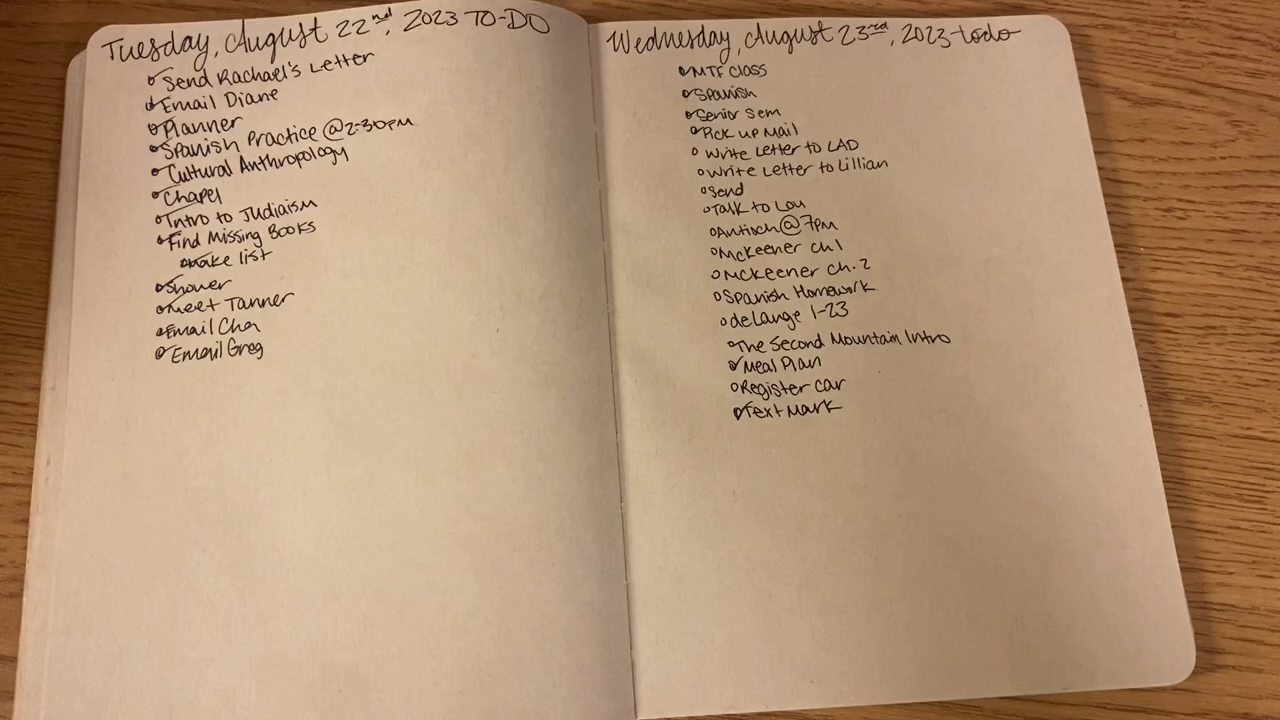 Tuesday, August 22nd, 2023 TO-DO
Send Rachael's Letter
Email Diane
Planner
Spanish Practice @2:30PM
Cultural Anthropology
Chapel
Intro to Judiaism
Find Missing Books
Make list
Shower
Meet Tanner
Email Cha
Email Greg
Wednesday, August 23rd, 2023 todo
MTF Class
Spanish
Senior Sem
Pick up Mail
Write Letter to LAD
Write Letter to Lillian
Send
Talk to Lou
Antioch @ 7PM
McKeener ch 1
McKeener ch. 2
Spanish Homework
deLange 1-23
The Second Mountain Intro
Meal Plan
Register car
Text Mark